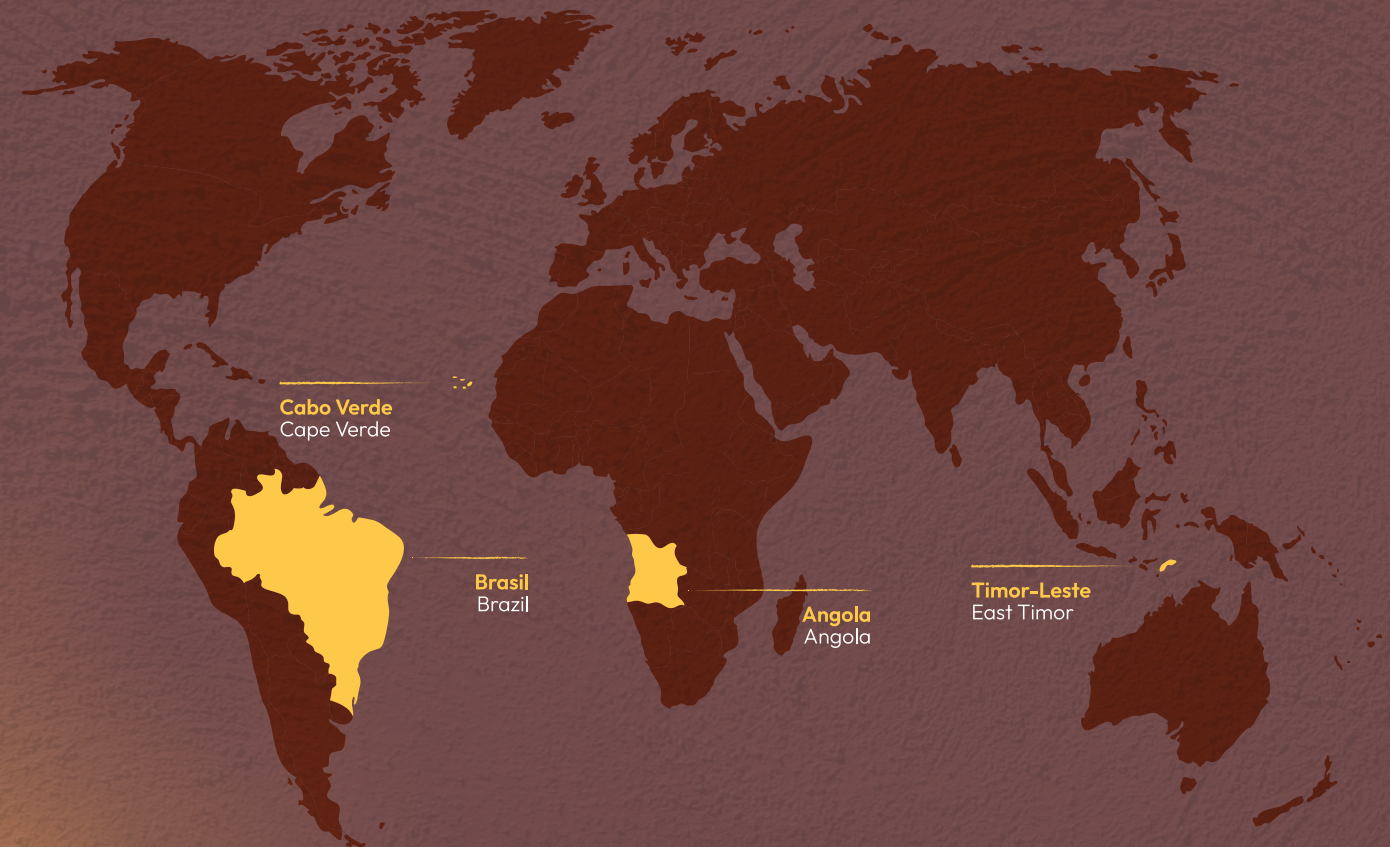 Cabo Verde
Cape Verde
Brasil
Brazil
Angola
Angola
Timor-Leste
East Timor